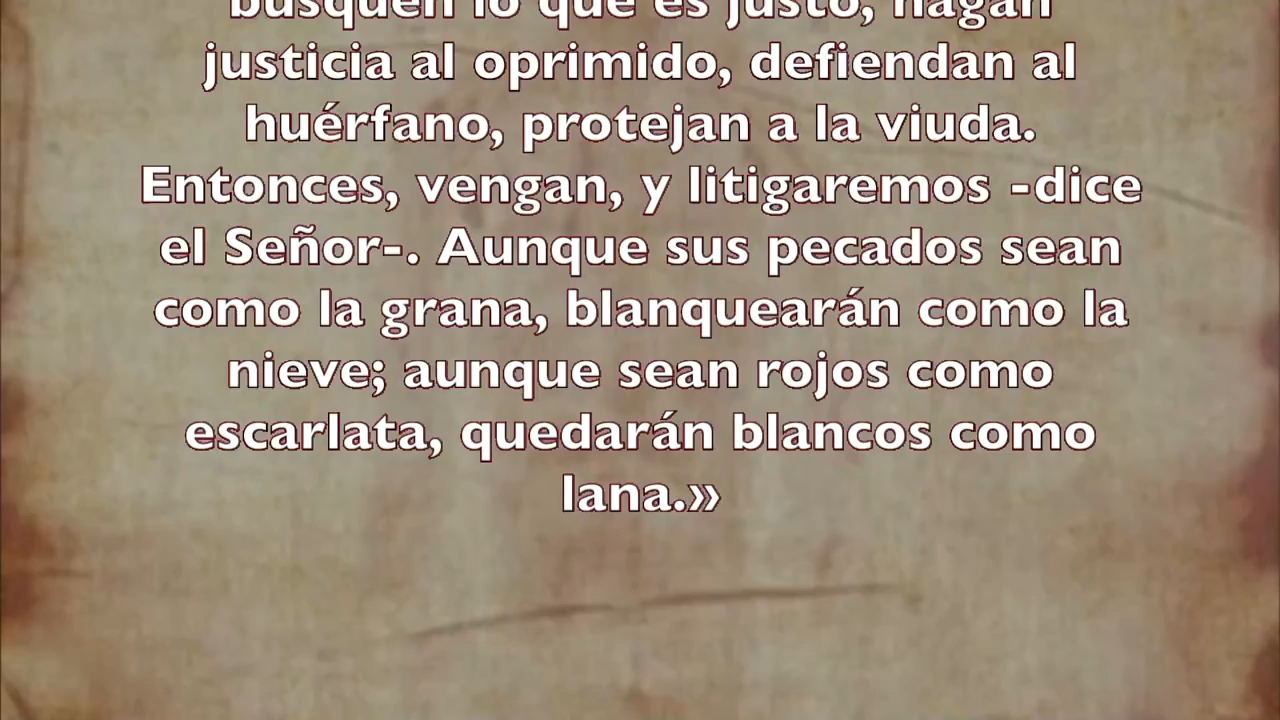 busquen lo que es justo, hagan
justicia al oprimido, defiendan al
huérfano, protejan a la viuda.
Entonces, vengan, y litigaremos -dice
el Señor-. Aunque sus pecados sean
como la grana, blanquearán como la
nieve; aunque sean rojos como
escarlata, quedarán blancos como
lana.»